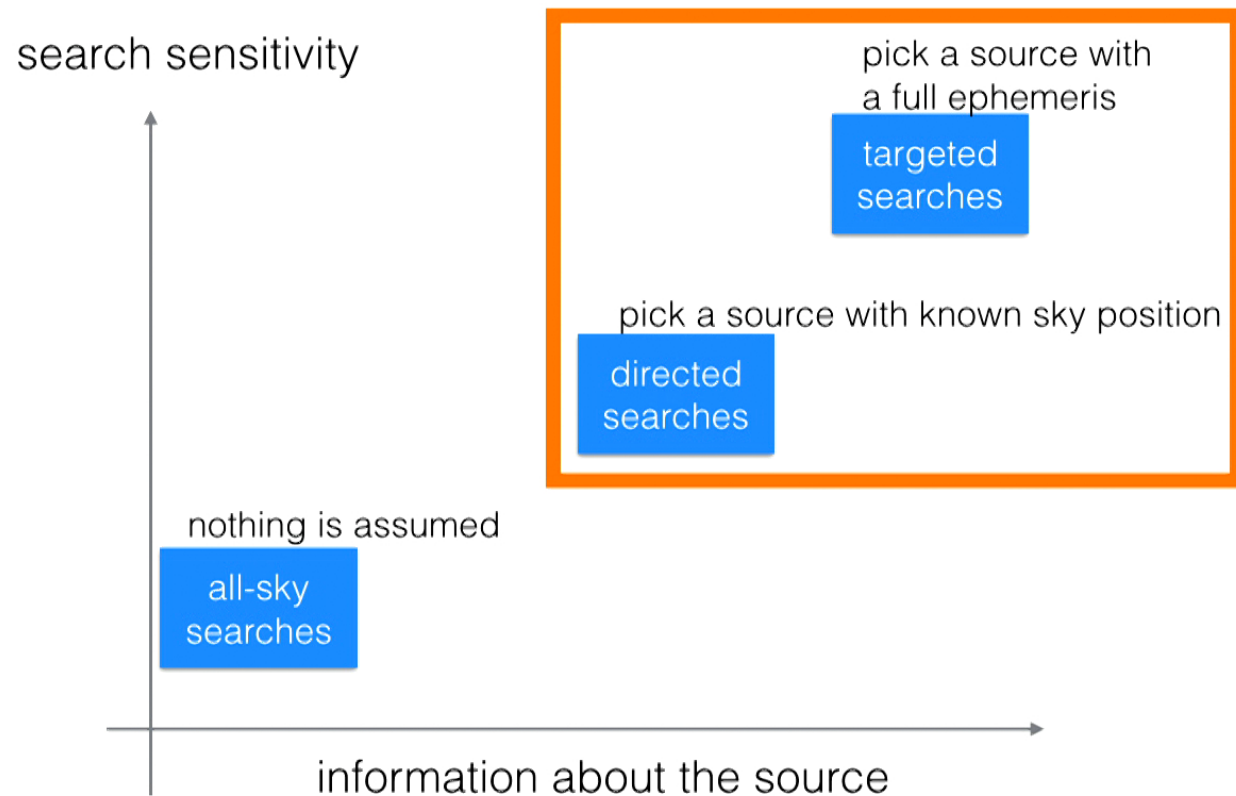 search sensitivity
pick a source with
a full ephemeris
targeted
searches
pick a source with known sky position
directed
searches
nothing is assumed
all-sky
searches
information about the source